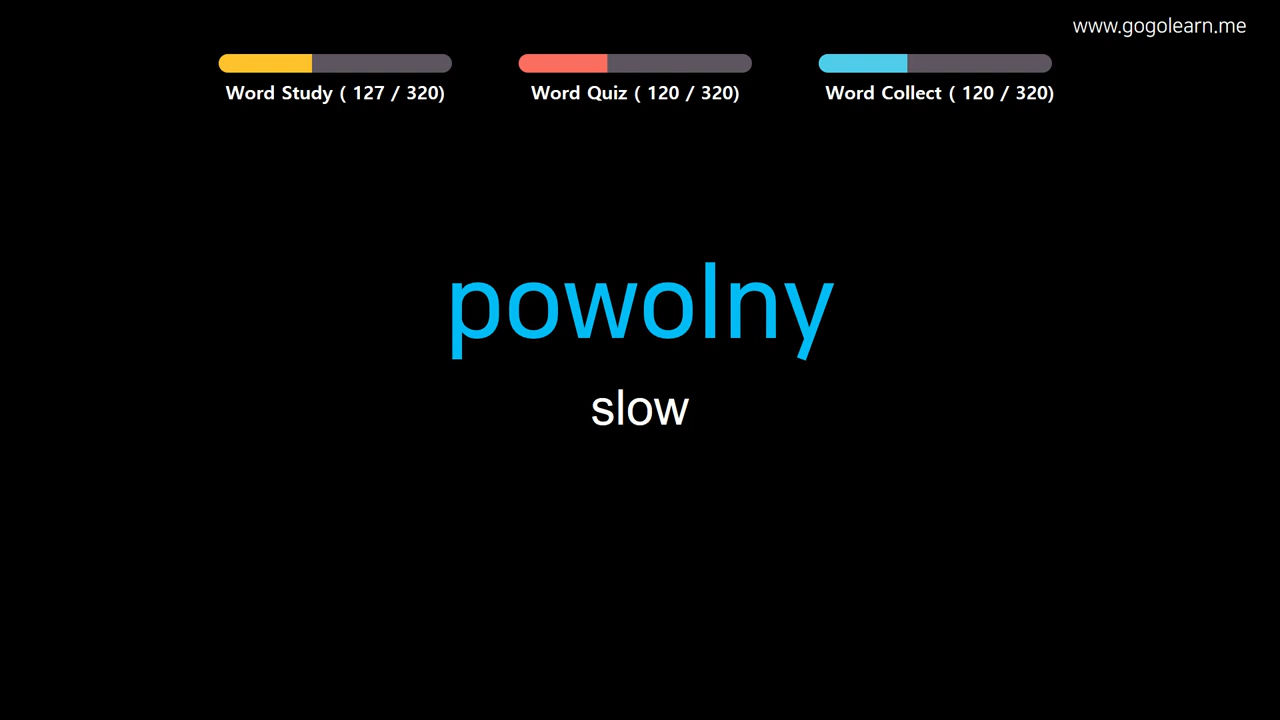 www.gogolearn.me
Word Study ( 127 / 320)
Word Quiz ( 120 / 320)
Word Collect ( 120 / 320)
powolny
slow